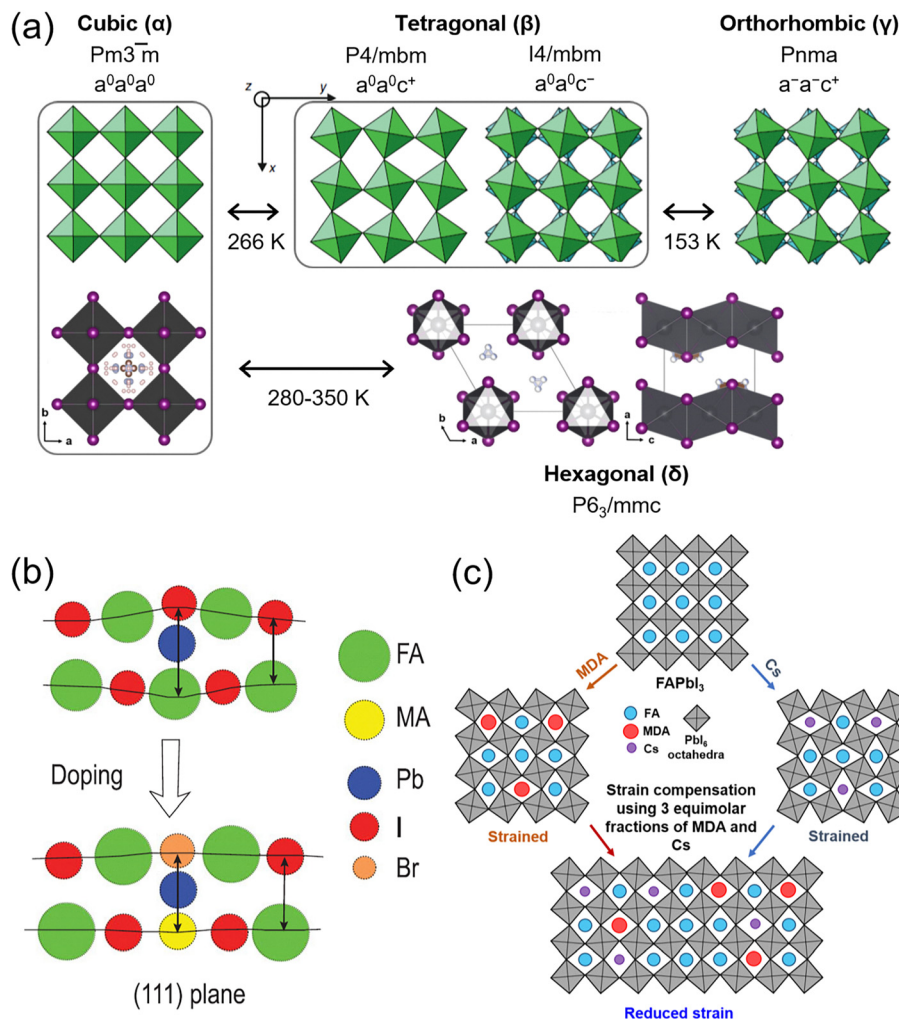 (a)
Cubic (α)
Pm3̅m
a⁰a⁰a⁰
Tetragonal (β)
P4/mbm
a⁰a⁰c⁺
I4/mbm
a⁰a⁰c⁻
Orthorhombic (γ)
Pnma
a⁻a⁻c⁺
z
y
x
266 K
153 K
280-350 K
b
a
b
a
a
c
Hexagonal (δ)
P6₃/mmc
(b)
Doping
(111) plane
FA
MA
Pb
I
Br
(c)
FAPbI₃
MDA
Cs
FA
MDA
Cs
PbI₆
octahedra
Strained
Strain compensation
using 3 equimolar
fractions of MDA and
Cs
Strained
Reduced strain